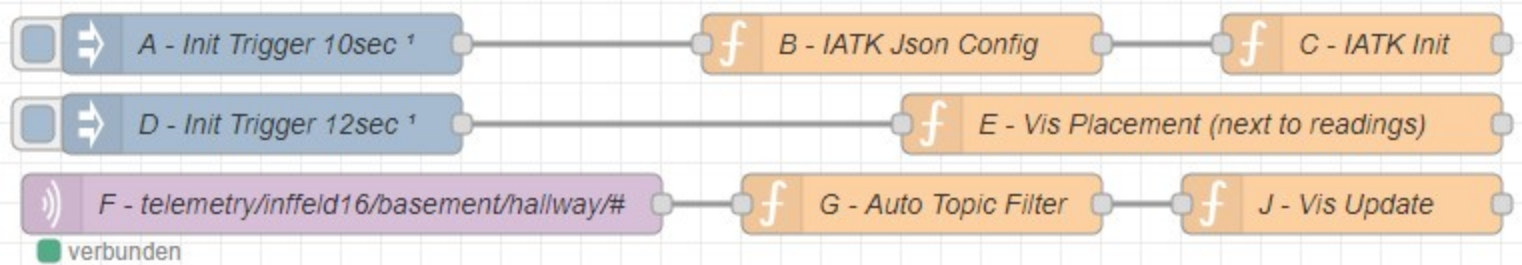 A - Init Trigger 10sec ¹ B - IATK Json Config C - IATK Init
D - Init Trigger 12sec ¹ E - Vis Placement (next to readings)
F - telemetry/inffeld16/basement/hallway/# G - Auto Topic Filter J - Vis Update
verbunden